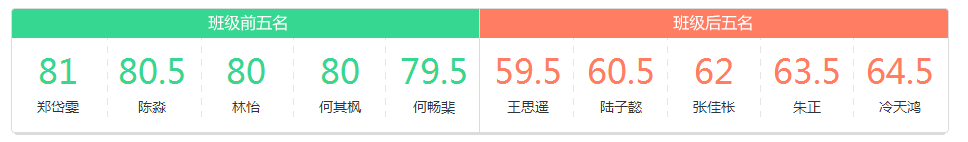 班级前五名 班级后五名
81 80.5 80 80 79.5 59.5 60.5 62 63.5 64.5
郑岱雯 陈淼 林怡 何其枫 何畅斐 王思遥 陆子懿 张佳枨 朱正 冷天鸿